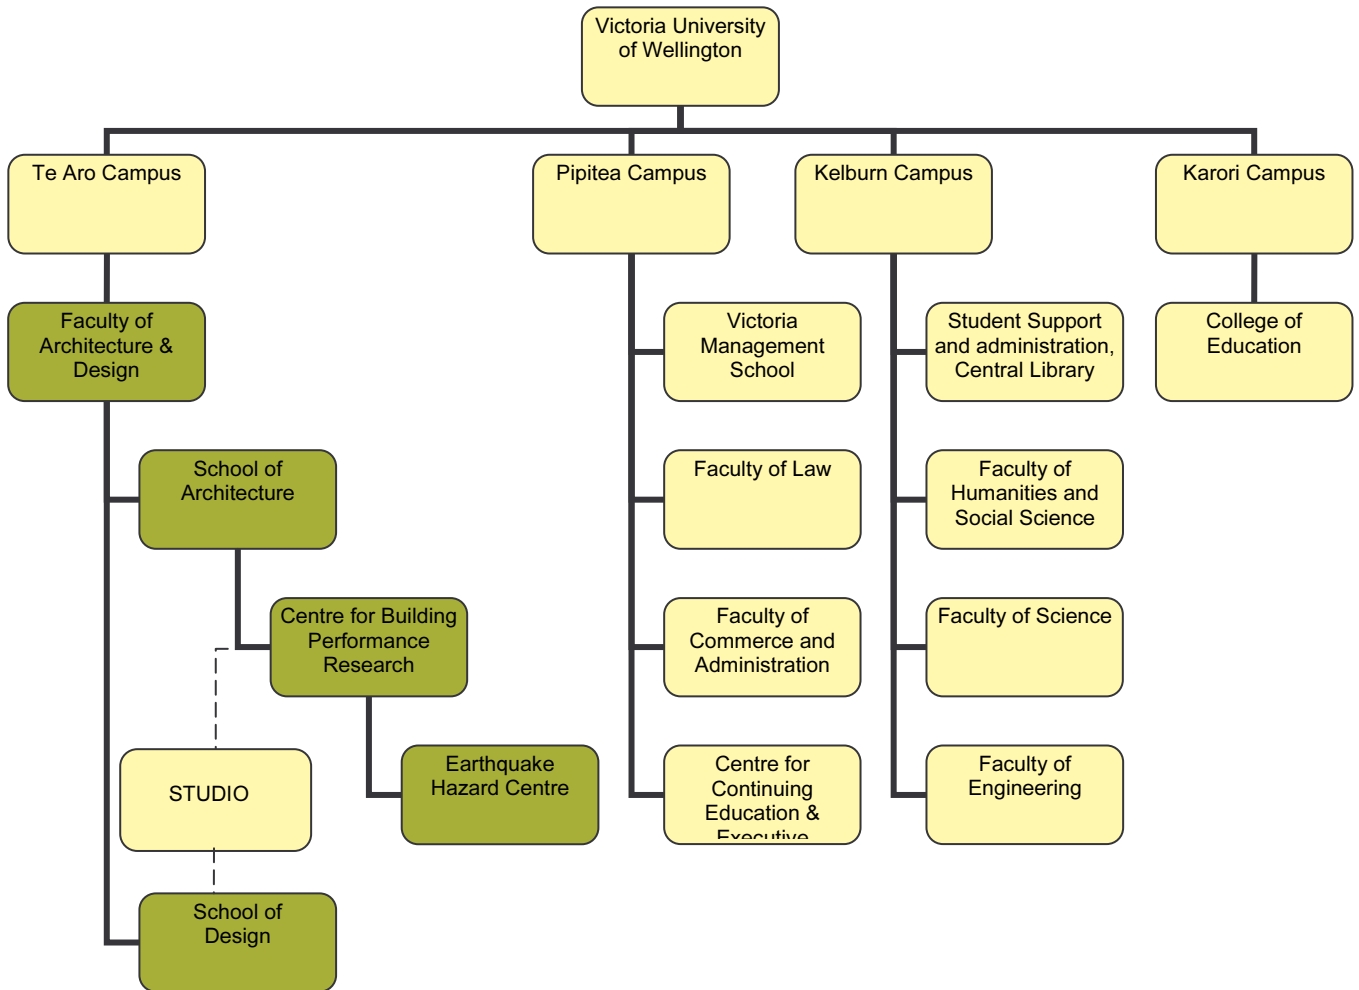 Victoria University
of Wellington
Te Aro Campus
Pipitea Campus
Kelburn Campus
Karori Campus
Faculty of
Architecture &
Design
Victoria
Management
School
Student Support
and administration,
Central Library
College of
Education
School of
Architecture
Faculty of Law
Faculty of
Humanities and
Social Science
Centre for Building
Performance
Research
Faculty of
Commerce and
Administration
Faculty of Science
STUDIO
Earthquake
Hazard Centre
Centre for
Continuing
Education &
Executive
Faculty of
Engineering
School of
Design